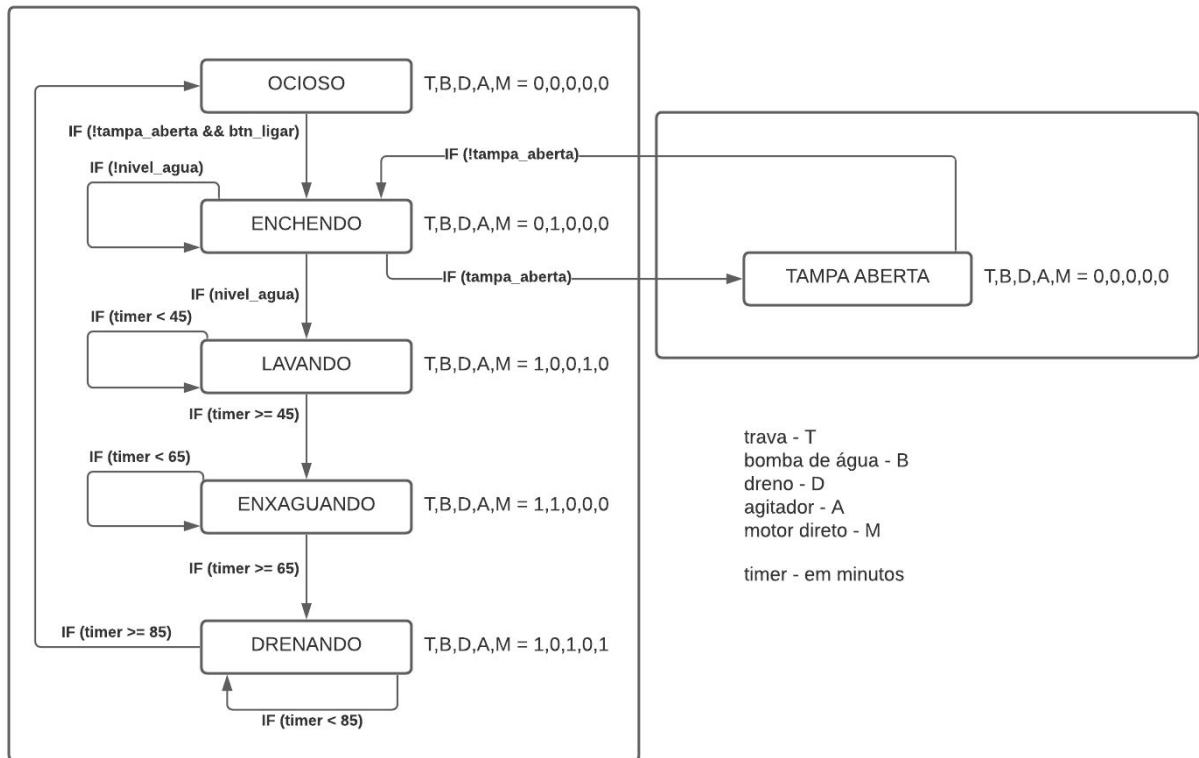 OCIOSO
T,B,D,A,M = 0,0,0,0,0
IF (!tampa_aberta && btn_ligar)
IF (!tampa_aberta)
IF (!nivel_agua)
ENCHENDO
T,B,D,A,M = 0,1,0,0,0
IF (tampa_aberta)
TAMPA ABERTA
T,B,D,A,M = 0,0,0,0,0
IF (nivel_agua)
IF (timer < 45)
LAVANDO
T,B,D,A,M = 1,0,0,1,0
IF (timer >= 45)
trava - T
bomba de água - B
dreno - D
agitador - A
motor direto - M
timer - em minutos
IF (timer < 65)
ENXAGUANDO
T,B,D,A,M = 1,1,0,0,0
IF (timer >= 65)
IF (timer >= 85)
DRENANDO
T,B,D,A,M = 1,0,1,0,1
IF (timer < 85)